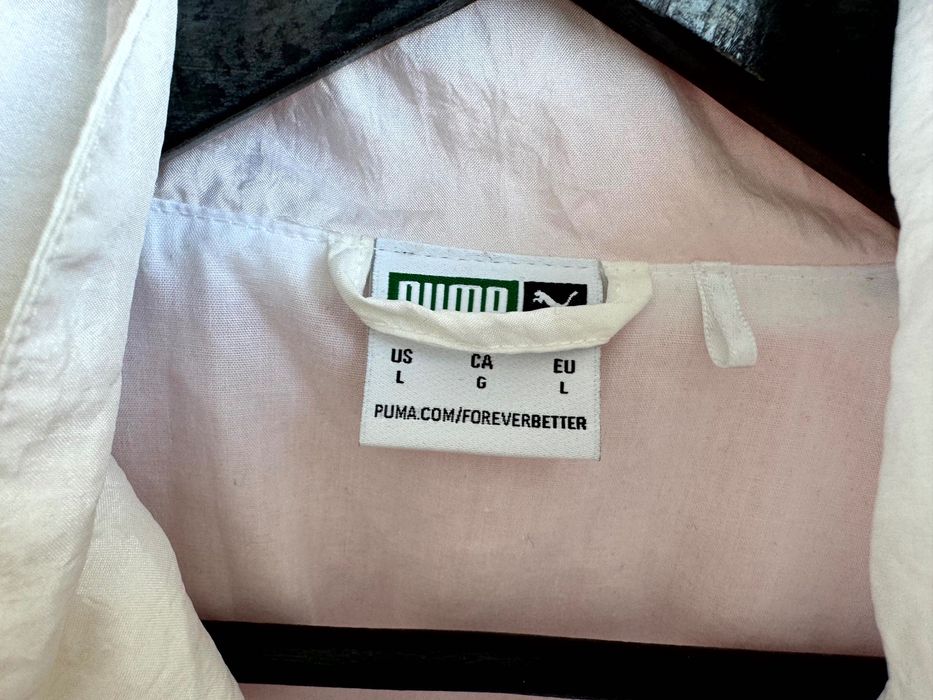 PUMA
US CA EU
L G L
PUMA.COM/FOREVERBETTER